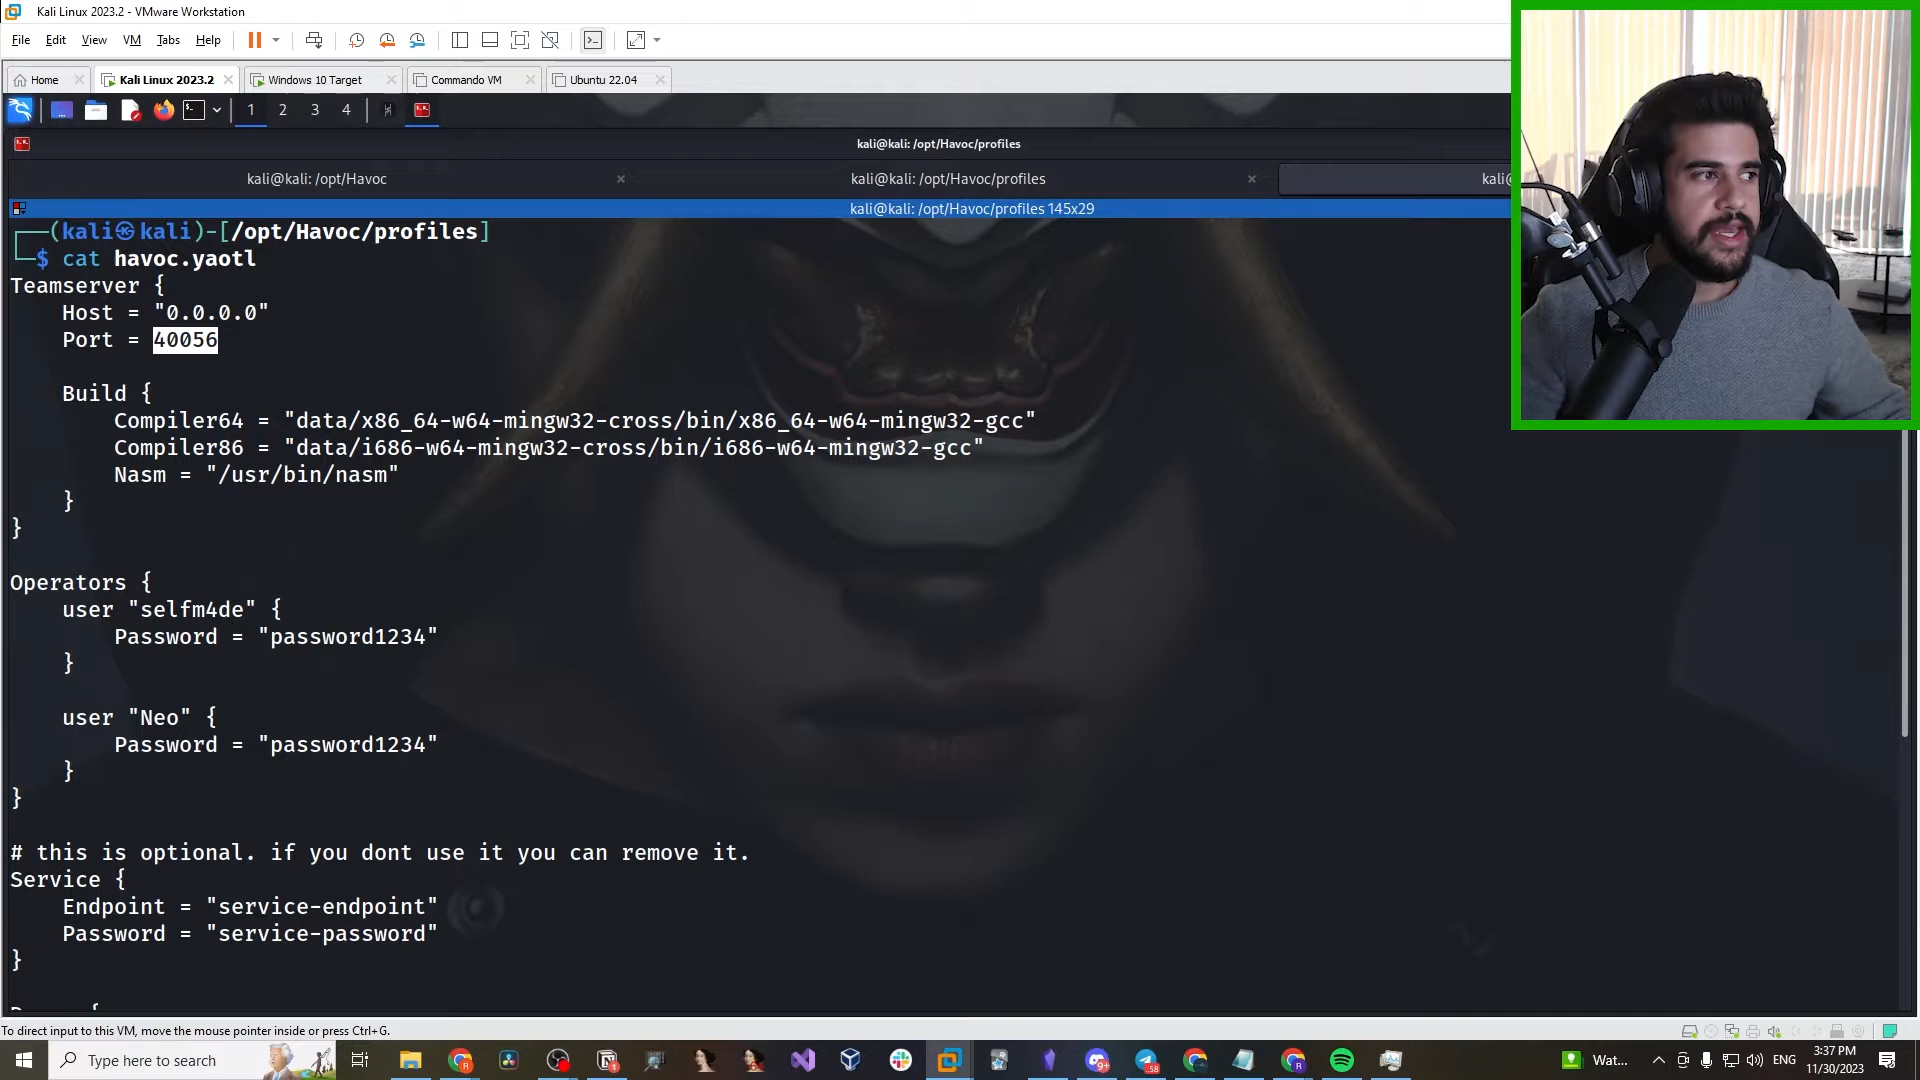 Kali Linux 2023.2 - VMware Workstation
File Edit View VM Tabs Help
Home Kali Linux 2023.2 Windows 10 Target Commando VM Ubuntu 22.04
1 2 3 4
kali@kali: /opt/Havoc/profiles
kali@kali: /opt/Havoc kali@kali: /opt/Havoc/profiles kali@
kali@kali: /opt/Havoc/profiles 145x29
(kali㉿kali)-[/opt/Havoc/profiles]
$ cat havoc.yaotl
Teamserver {
Host = "0.0.0.0"
Port = 40056
Build {
Compiler64 = "data/x86_64-w64-mingw32-cross/bin/x86_64-w64-mingw32-gcc"
Compiler86 = "data/i686-w64-mingw32-cross/bin/i686-w64-mingw32-gcc"
Nasm = "/usr/bin/nasm"
}
}
Operators {
user "selfm4de" {
Password = "password1234"
}
user "Neo" {
Password = "password1234"
}
}
# this is optional. if you dont use it you can remove it.
Service {
Endpoint = "service-endpoint"
Password = "service-password"
}
To direct input to this VM, move the mouse pointer inside or press Ctrl+G.
Type here to search
Wat...
ENG
3:37 PM
11/30/2023